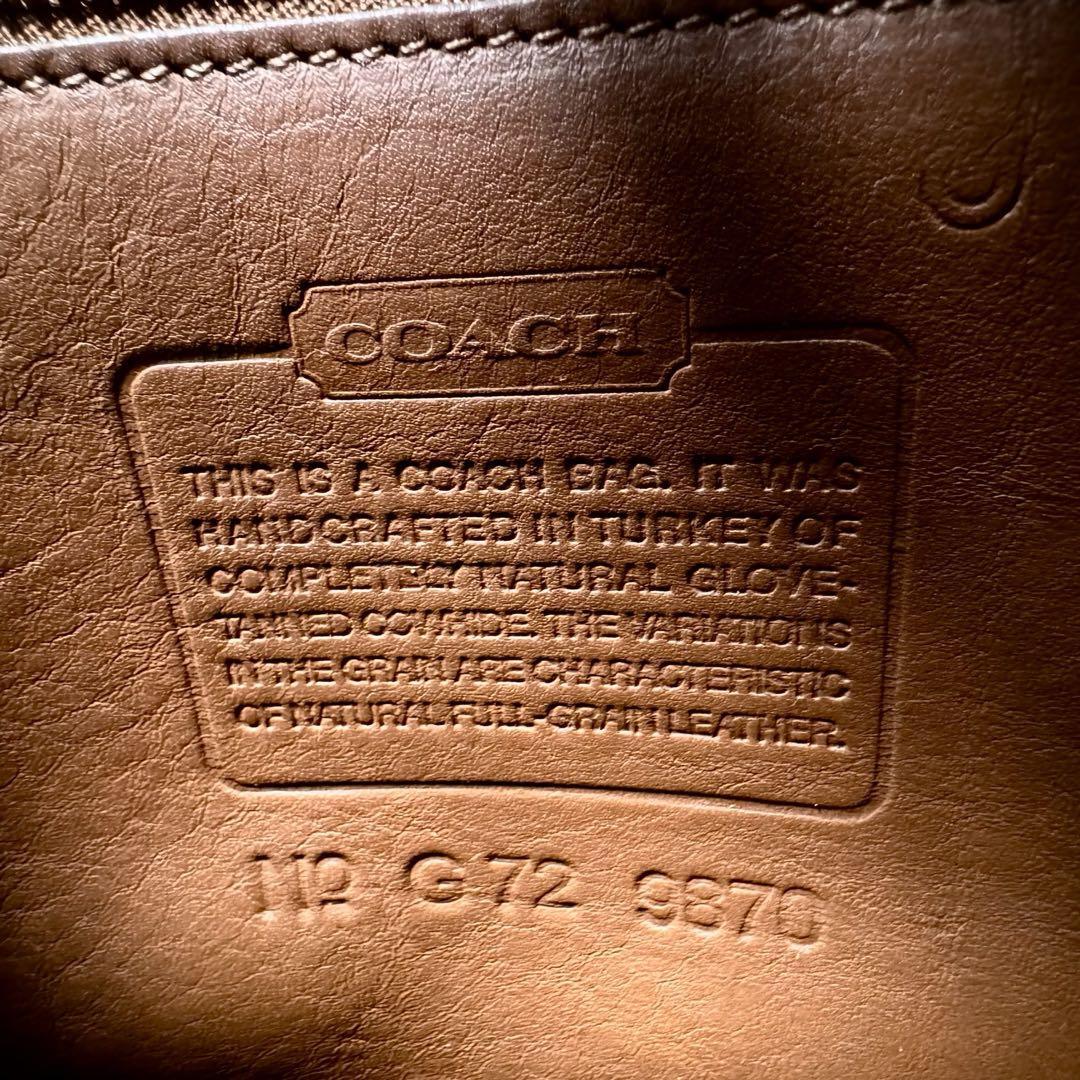 COACH
THIS IS A COACH BAG. IT WAS
HANDCRAFTED IN TURKEY OF
COMPLETELY NATURAL GLOVE-
TANNED COWHIDE. THE VARIATIONS
IN THE GRAIN ARE CHARACTERISTIC
OF NATURAL FULL-GRAIN LEATHER.
No G72 9870